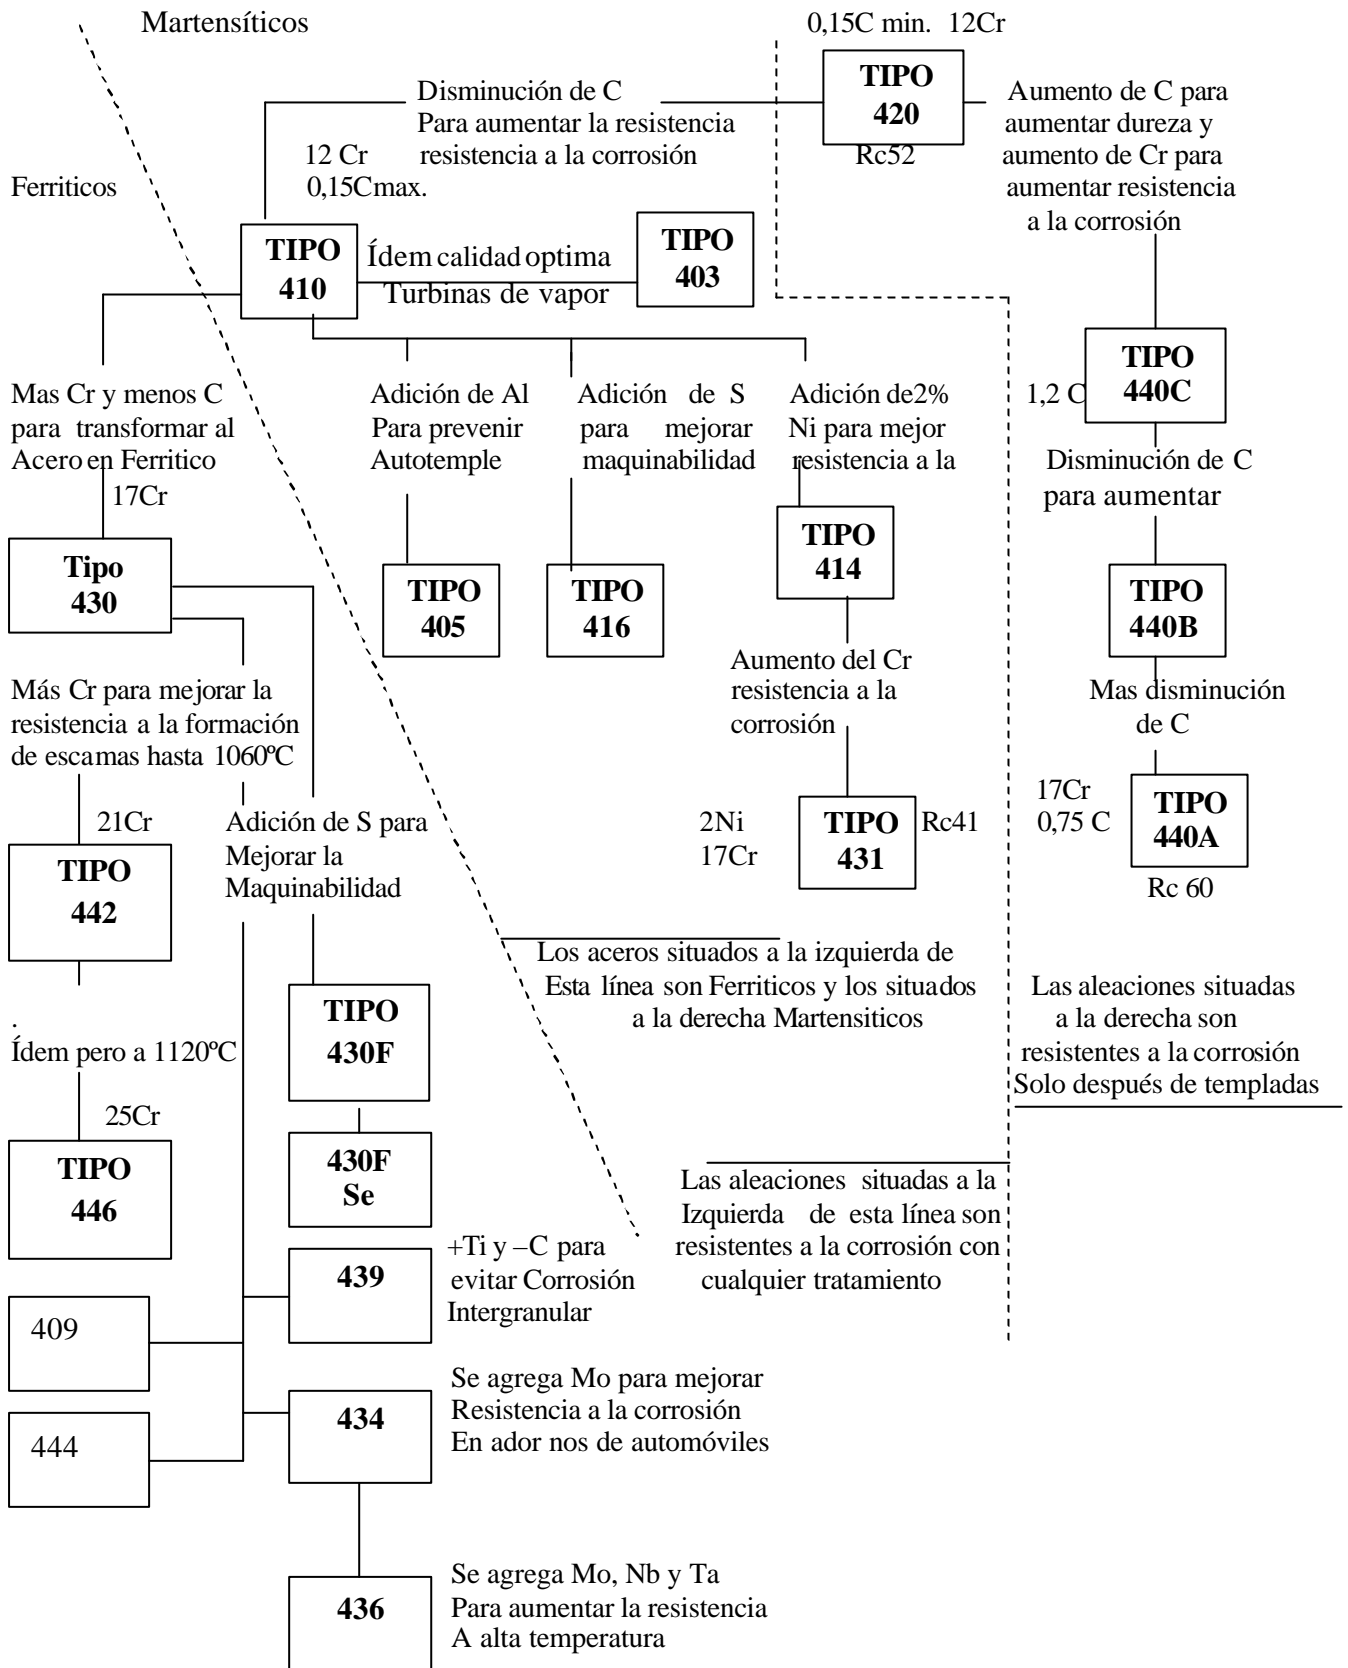 Martensíticos
0,15C min. 12Cr
TIPO
420
Rc52
Disminución de C
Para aumentar la resistencia
resistencia a la corrosión
Aumento de C para
aumentar dureza y
aumento de Cr para
aumentar resistencia
a la corrosión
12 Cr
0,15Cmax.
Ferriticos
TIPO
410
Ídem calidad optima
Turbinas de vapor
TIPO
403
TIPO
440C
1,2 C
Mas Cr y menos C
para transformar al
Acero en Ferritico
17Cr
Adición de Al
Para prevenir
Autotemple
Adición de S
para mejorar
maquinabilidad
Adición de2%
Ni para mejor
resistencia a la
Disminución de C
para aumentar
Tipo
430
TIPO
405
TIPO
416
TIPO
414
TIPO
440B
Aumento del Cr
resistencia a la
corrosión
Mas disminución
de C
Más Cr para mejorar la
resistencia a la formación
de escamas hasta 1060ºC
21Cr
TIPO
442
Adición de S para
Mejorar la
Maquinabilidad
2Ni
17Cr
TIPO
431
Rc41
17Cr
0,75 C
TIPO
440A
Rc 60
Los aceros situados a la izquierda de
Esta línea son Ferriticos y los situados
a la derecha Martensiticos
Las aleaciones situadas
a la derecha son
resistentes a la corrosión
Solo después de templadas
.
Ídem pero a 1120ºC
25Cr
TIPO
446
TIPO
430F
430F
Se
Las aleaciones situadas a la
Izquierda de esta línea son
resistentes a la corrosión con
cualquier tratamiento
439
+Ti y –C para
evitar Corrosión
Intergranular
409
444
434
Se agrega Mo para mejorar
Resistencia a la corrosión
En ador nos de automóviles
436
Se agrega Mo, Nb y Ta
Para aumentar la resistencia
A alta temperatura